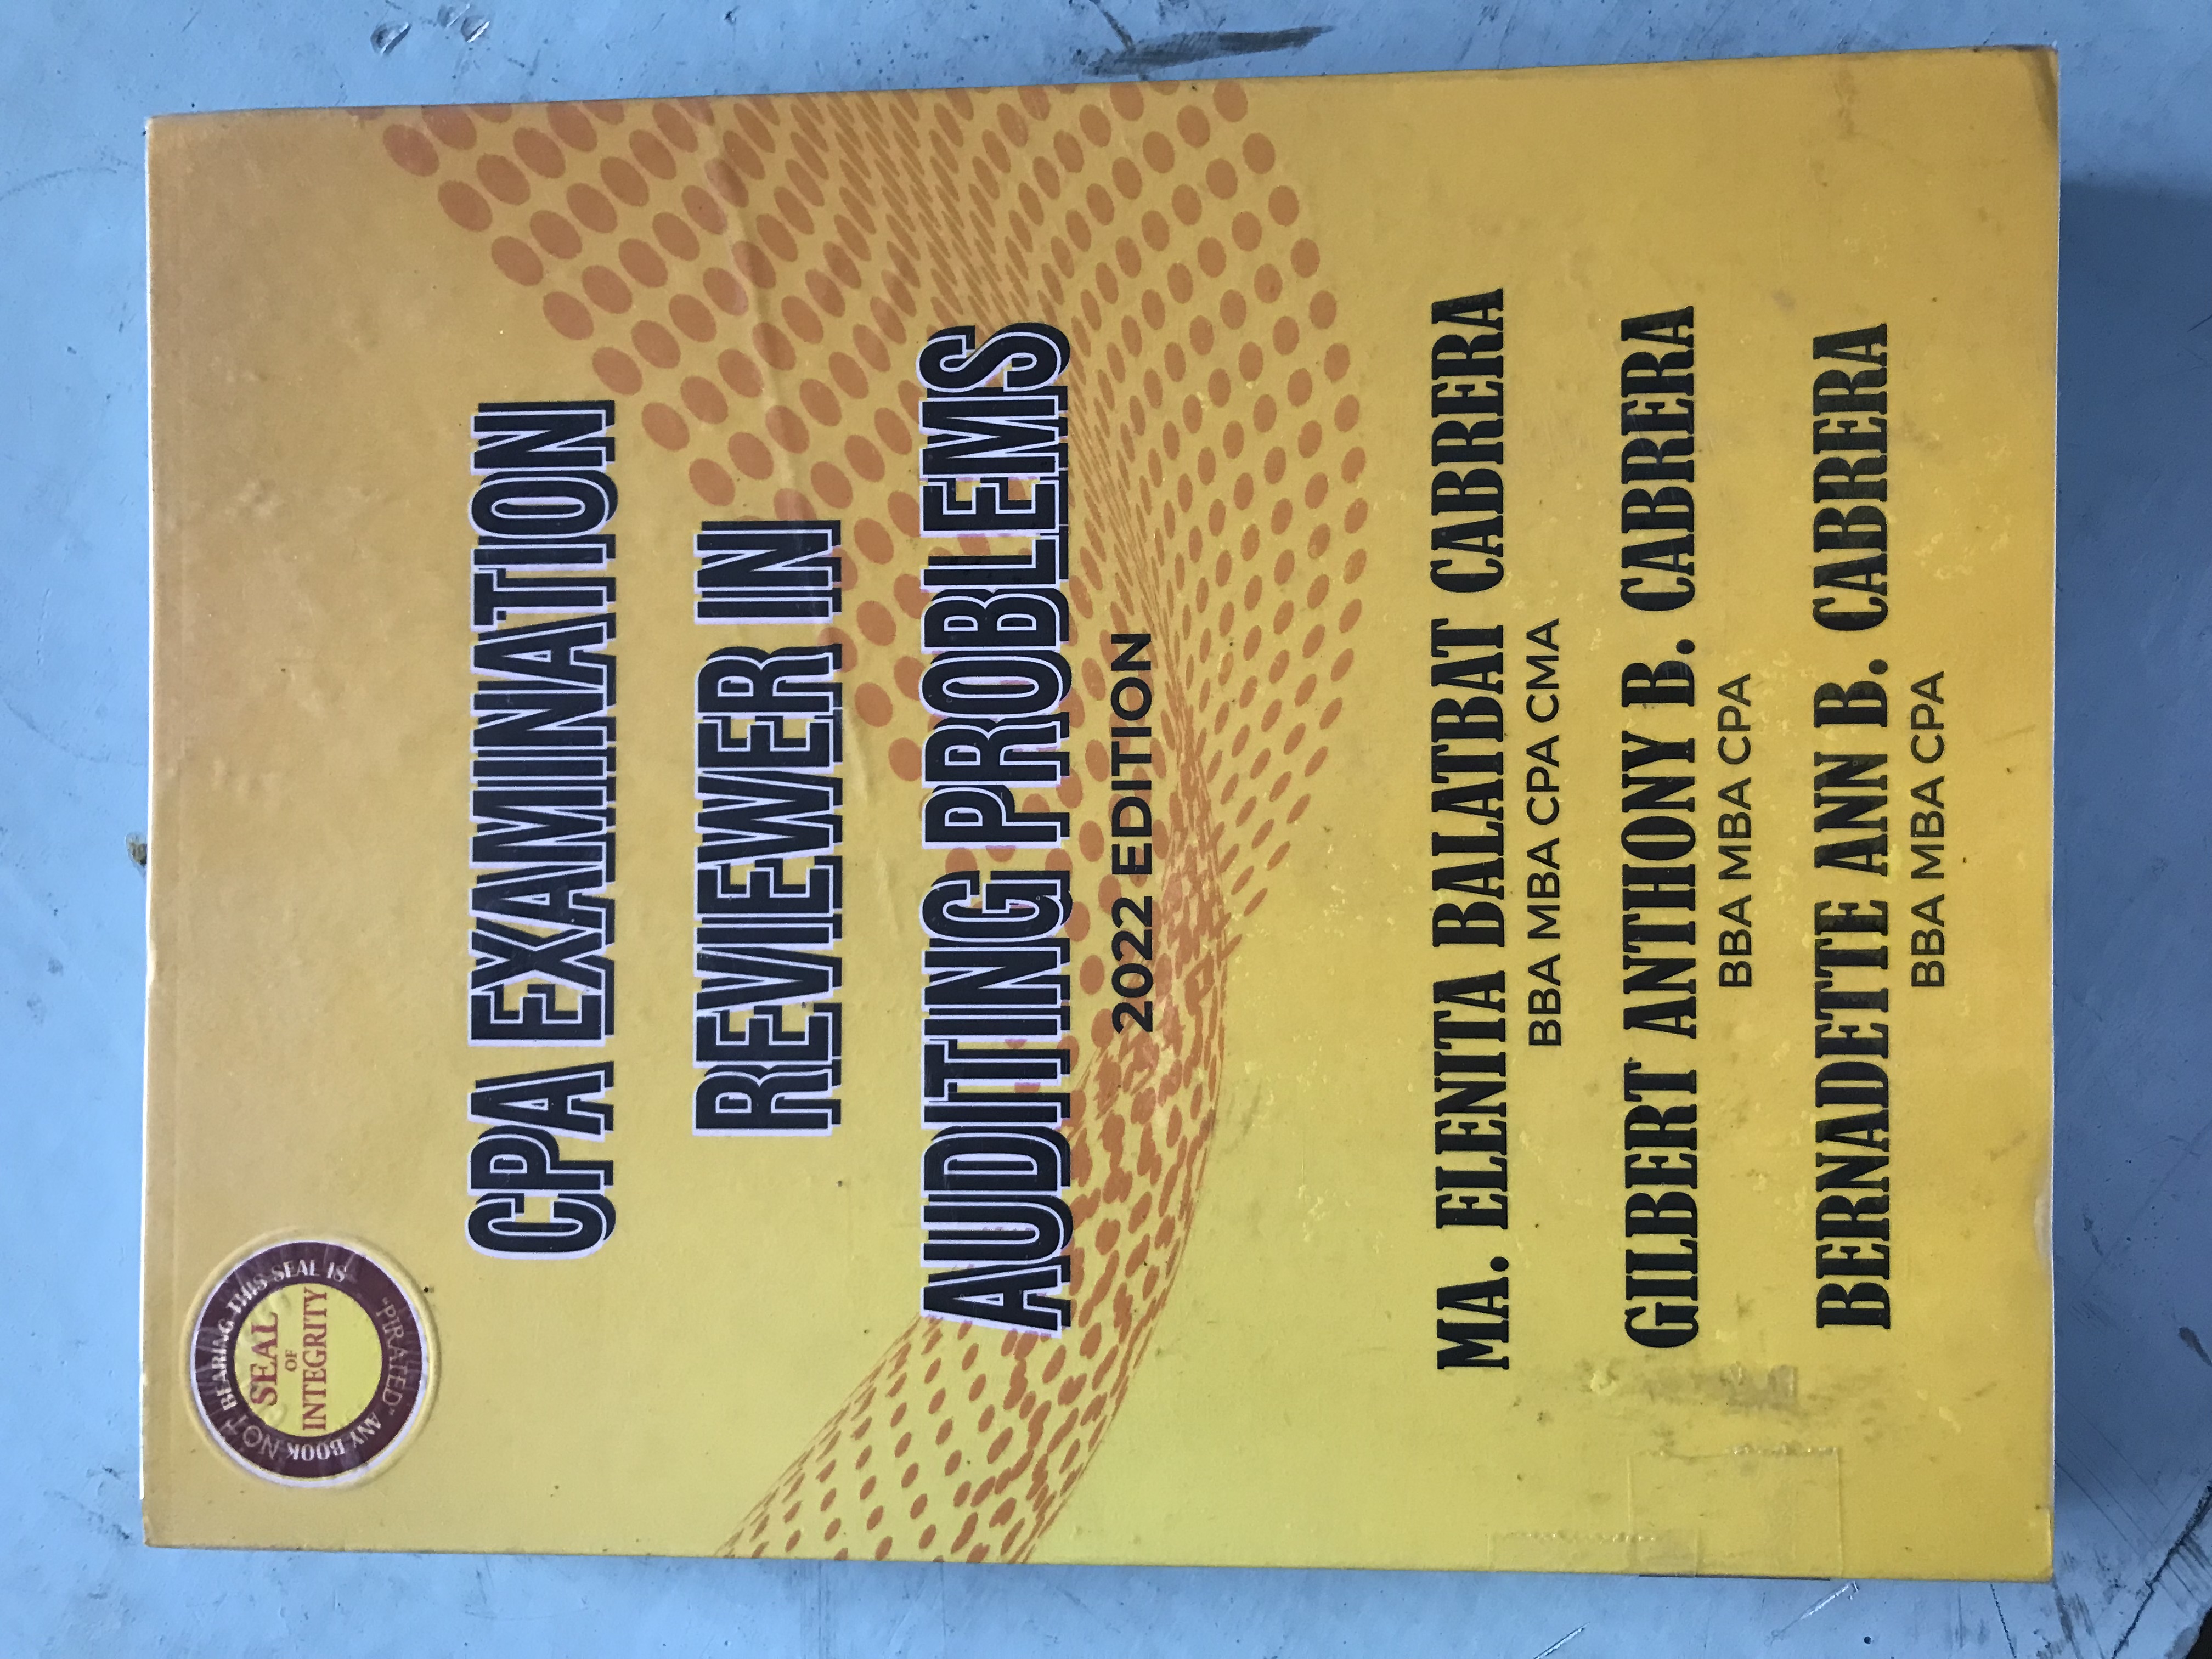 ANY BOOK NOT BEARING THIS SEAL IS "PIRATED"
SEAL
OF
INTEGRITY
CPA EXAMINATION
REVIEWER IN
AUDITING PROBLEMS
2022 EDITION
MA. ELENITA BALATBAT CABRERA
BBA MBA CPA CMA
GILBERT ANTHONY B. CABRERA
BBA MBA CPA
BERNADETTE ANN B. CABRERA
BBA MBA CPA